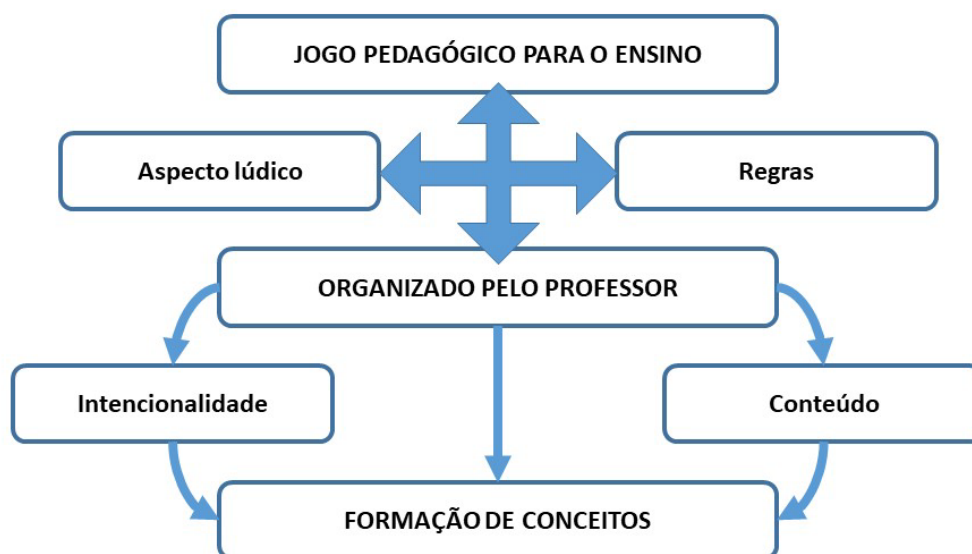 JOGO PEDAGÓGICO PARA O ENSINO
Aspecto lúdico
Regras
ORGANIZADO PELO PROFESSOR
Intencionalidade
Conteúdo
FORMAÇÃO DE CONCEITOS